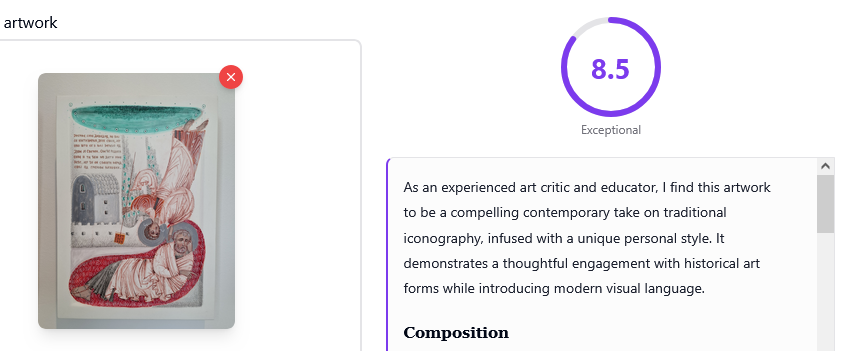 artwork
8.5
Exceptional
As an experienced art critic and educator, I find this artwork
to be a compelling contemporary take on traditional
iconography, infused with a unique personal style. It
demonstrates a thoughtful engagement with historical art
forms while introducing modern visual language.
Composition